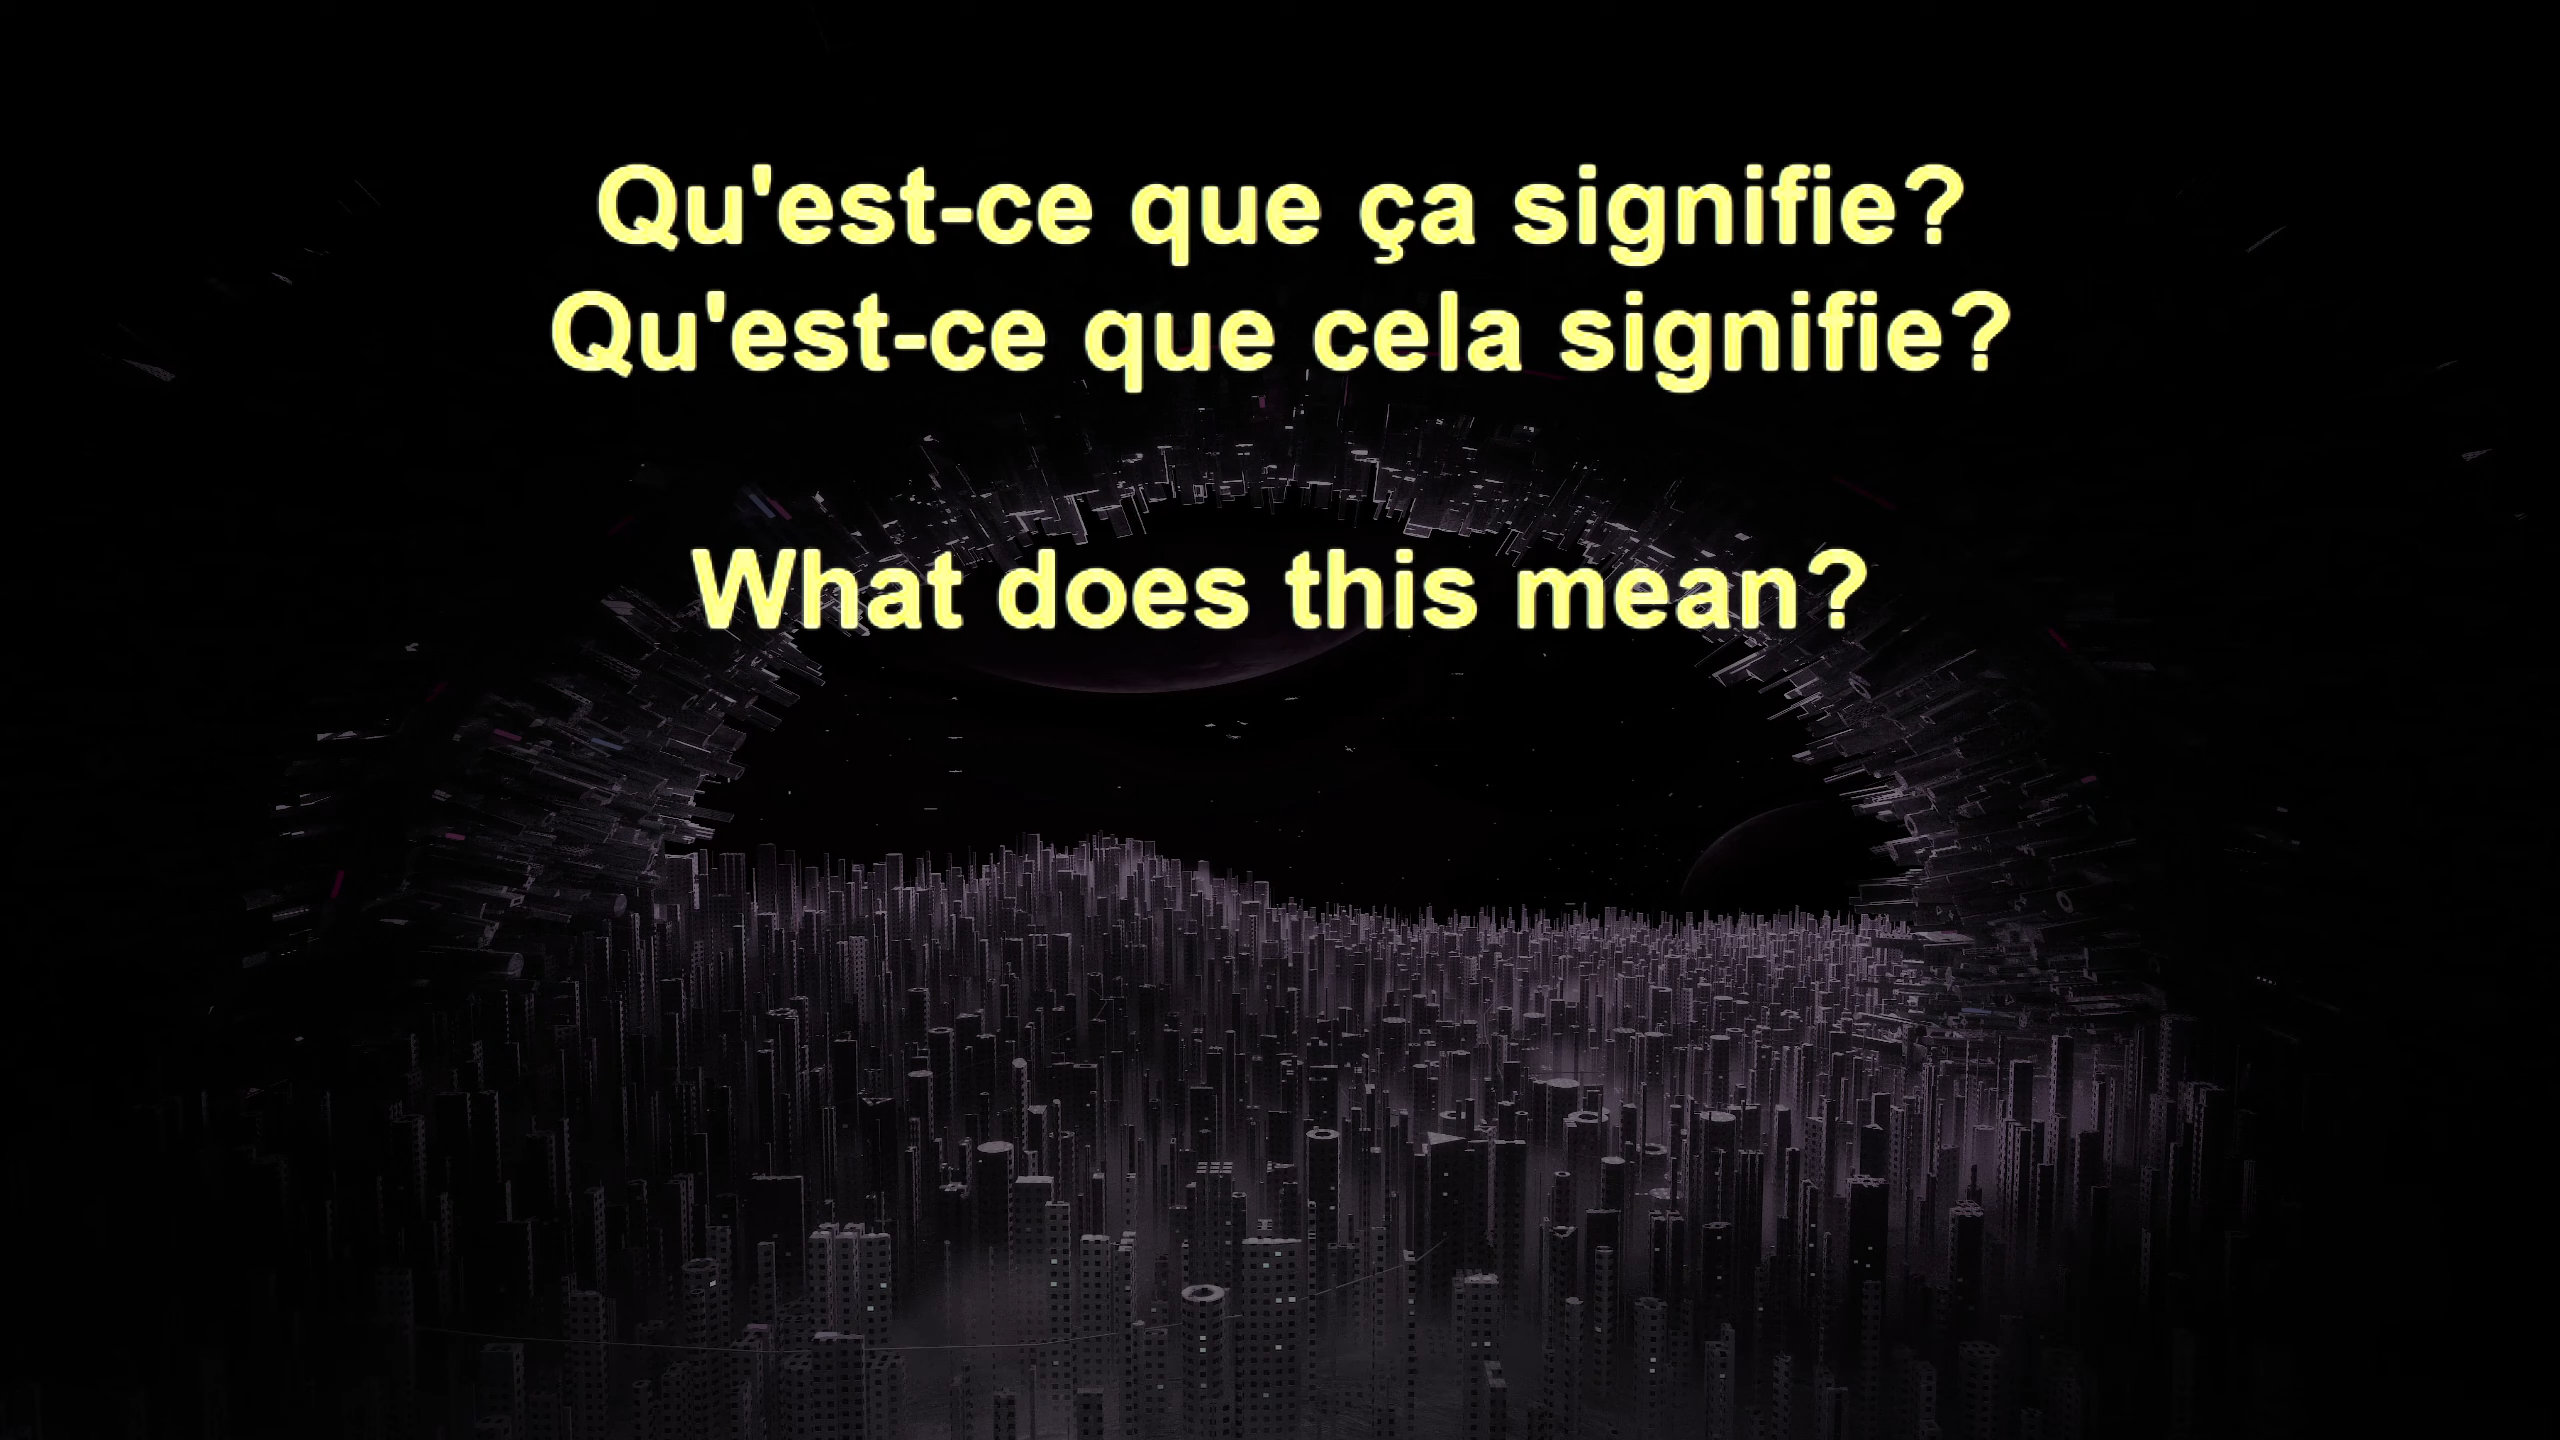 Qu'est-ce que ça signifie?
Qu'est-ce que cela signifie?
What does this mean?